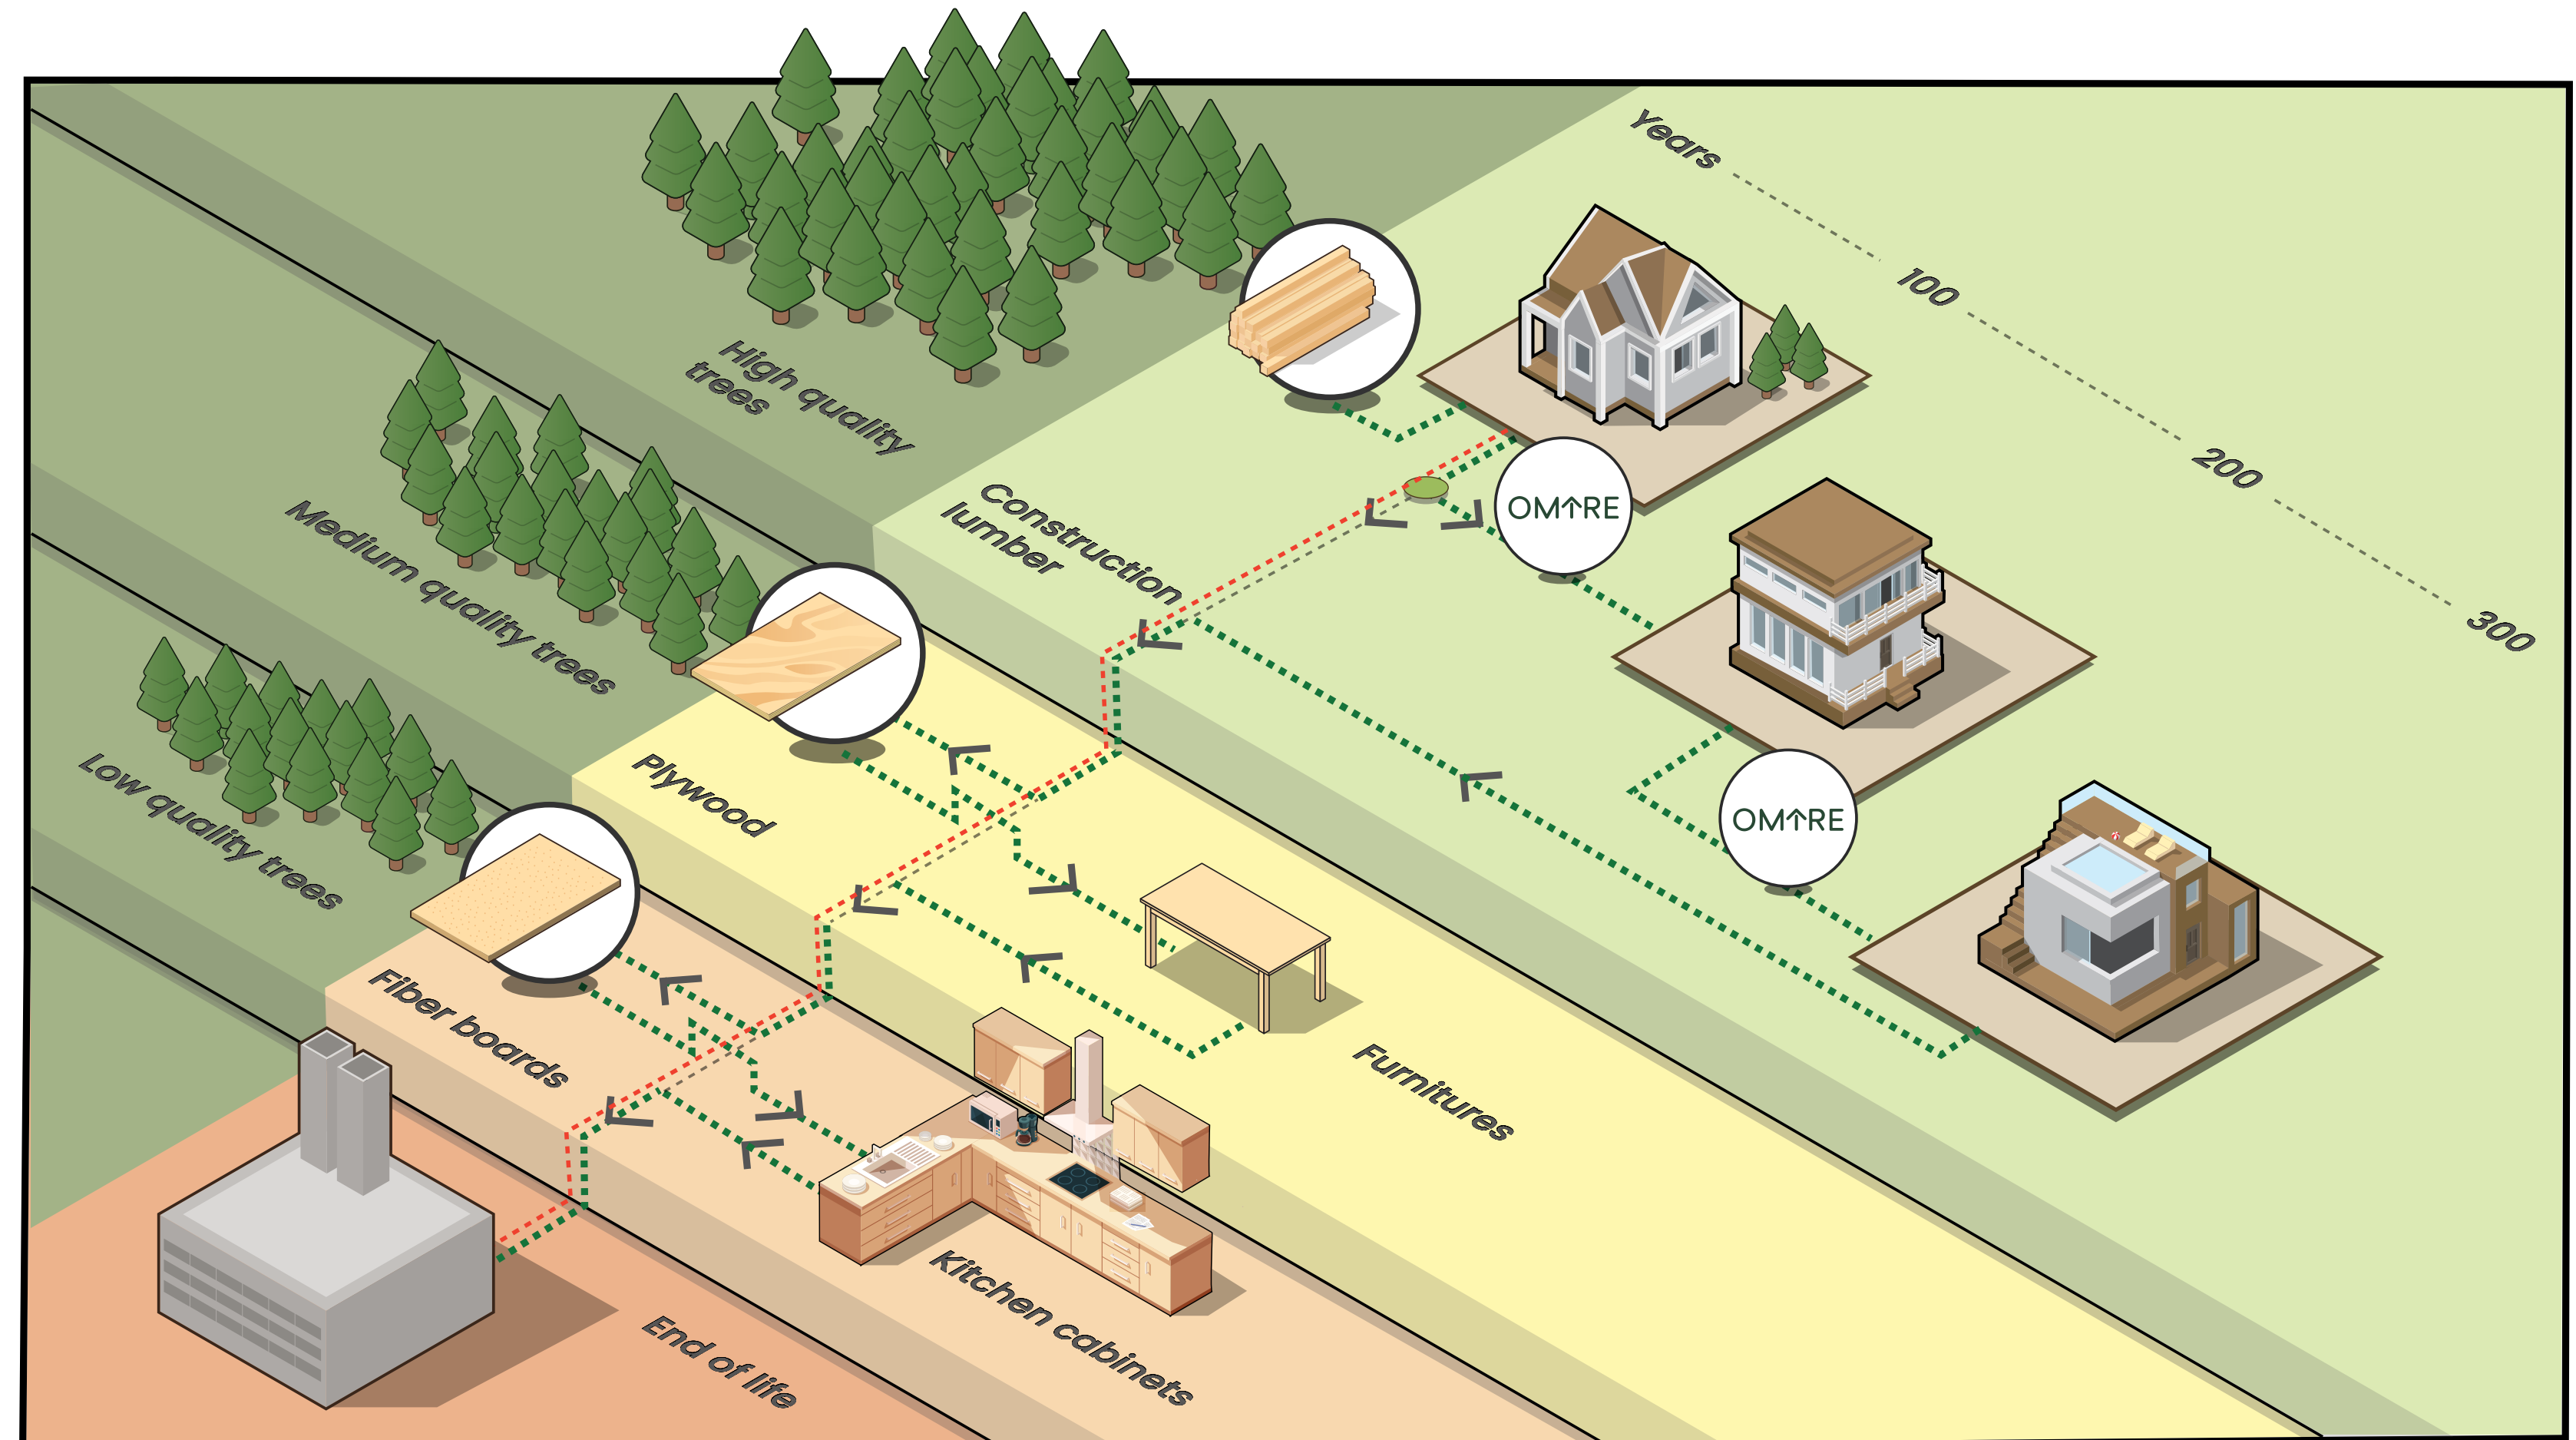 Years
100
200
300
High quality
trees
Medium quality trees
Low quality trees
Construction
lumber
OM↑RE
OM↑RE
Plywood
Furnitures
Fiber boards
Kitchen cabinets
End of life